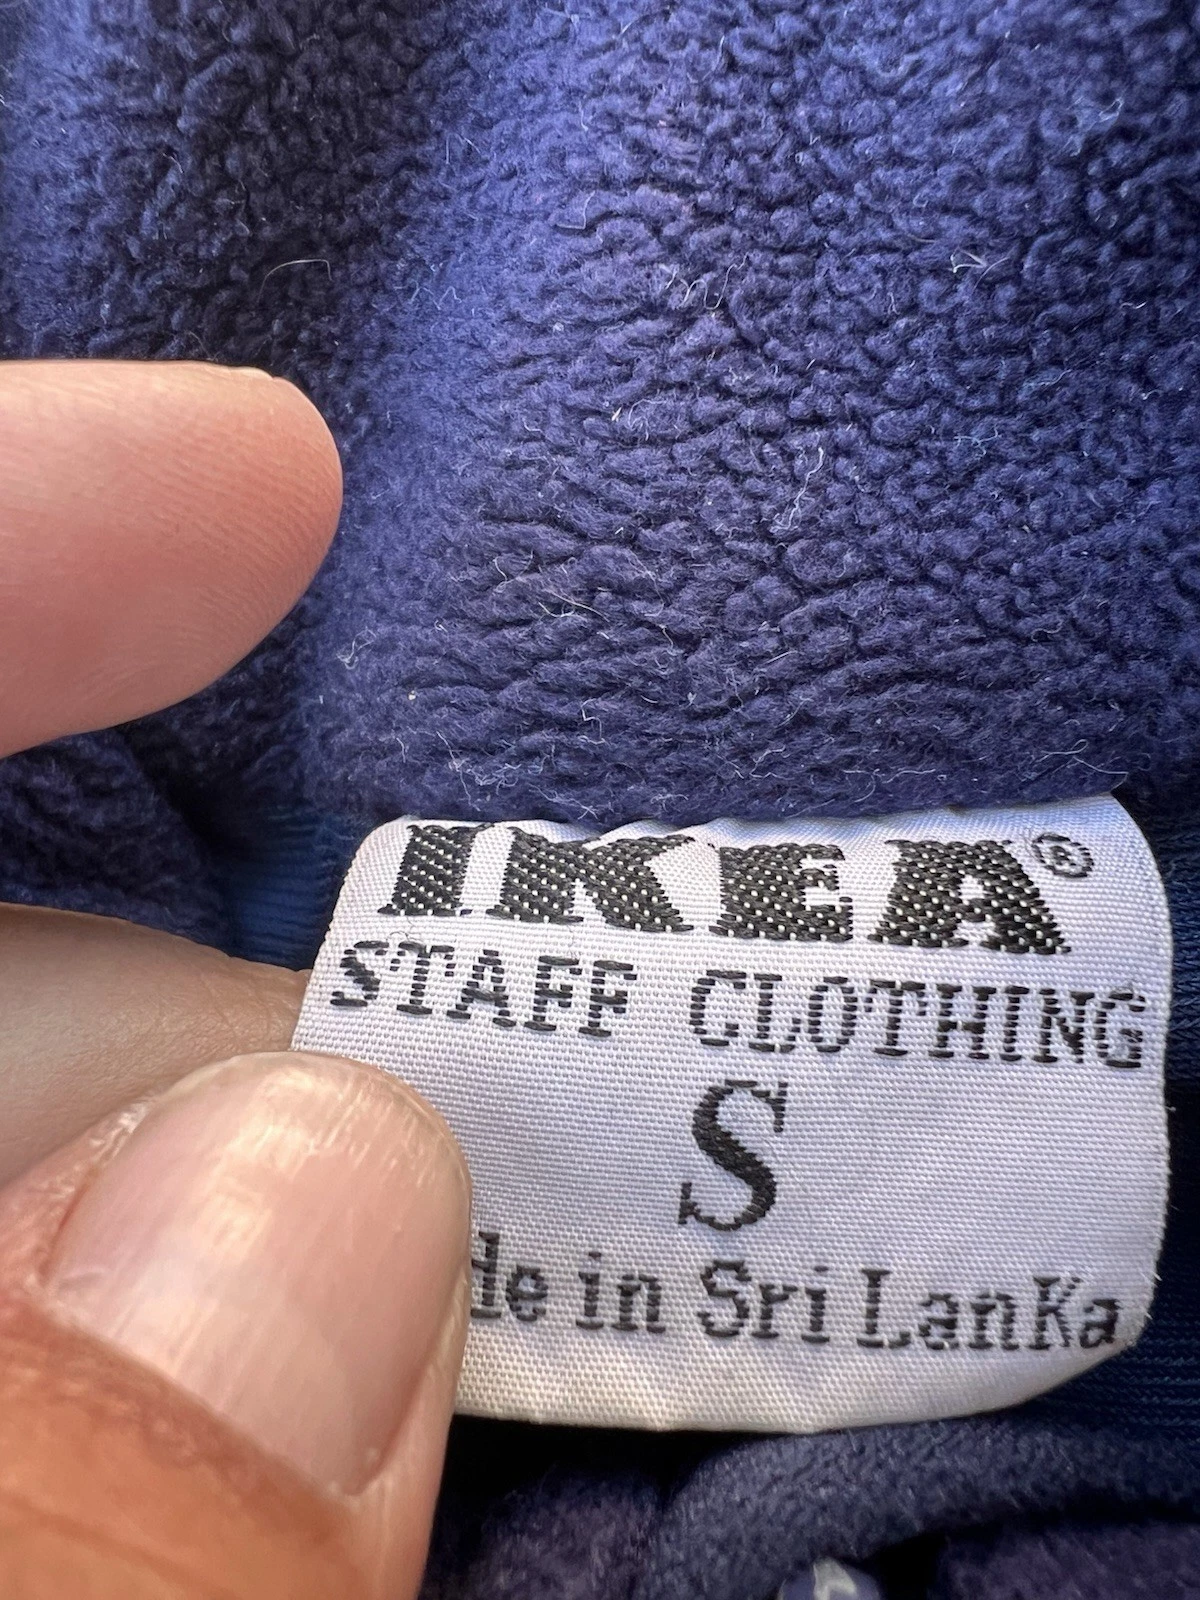 IKEA®
STAFF CLOTHING
S
de in Sri LanKa